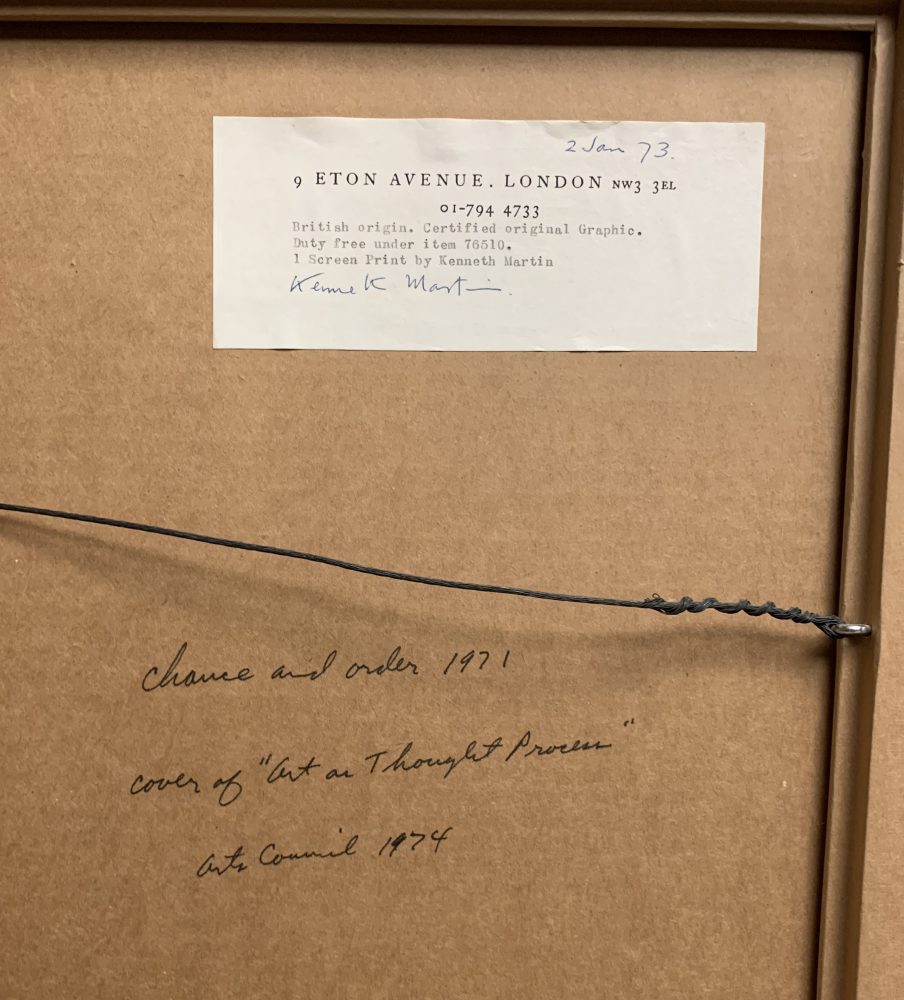 2 Jan 73.
9 ETON AVENUE. LONDON NW3 3EL
01-794 4733
British origin. Certified original Graphic.
Duty free under item 76510.
1 Screen Print by Kenneth Martin
Kenneth Martin.
chance and order 1971
cover of "Art as Thought Process"
Arts Council 1974